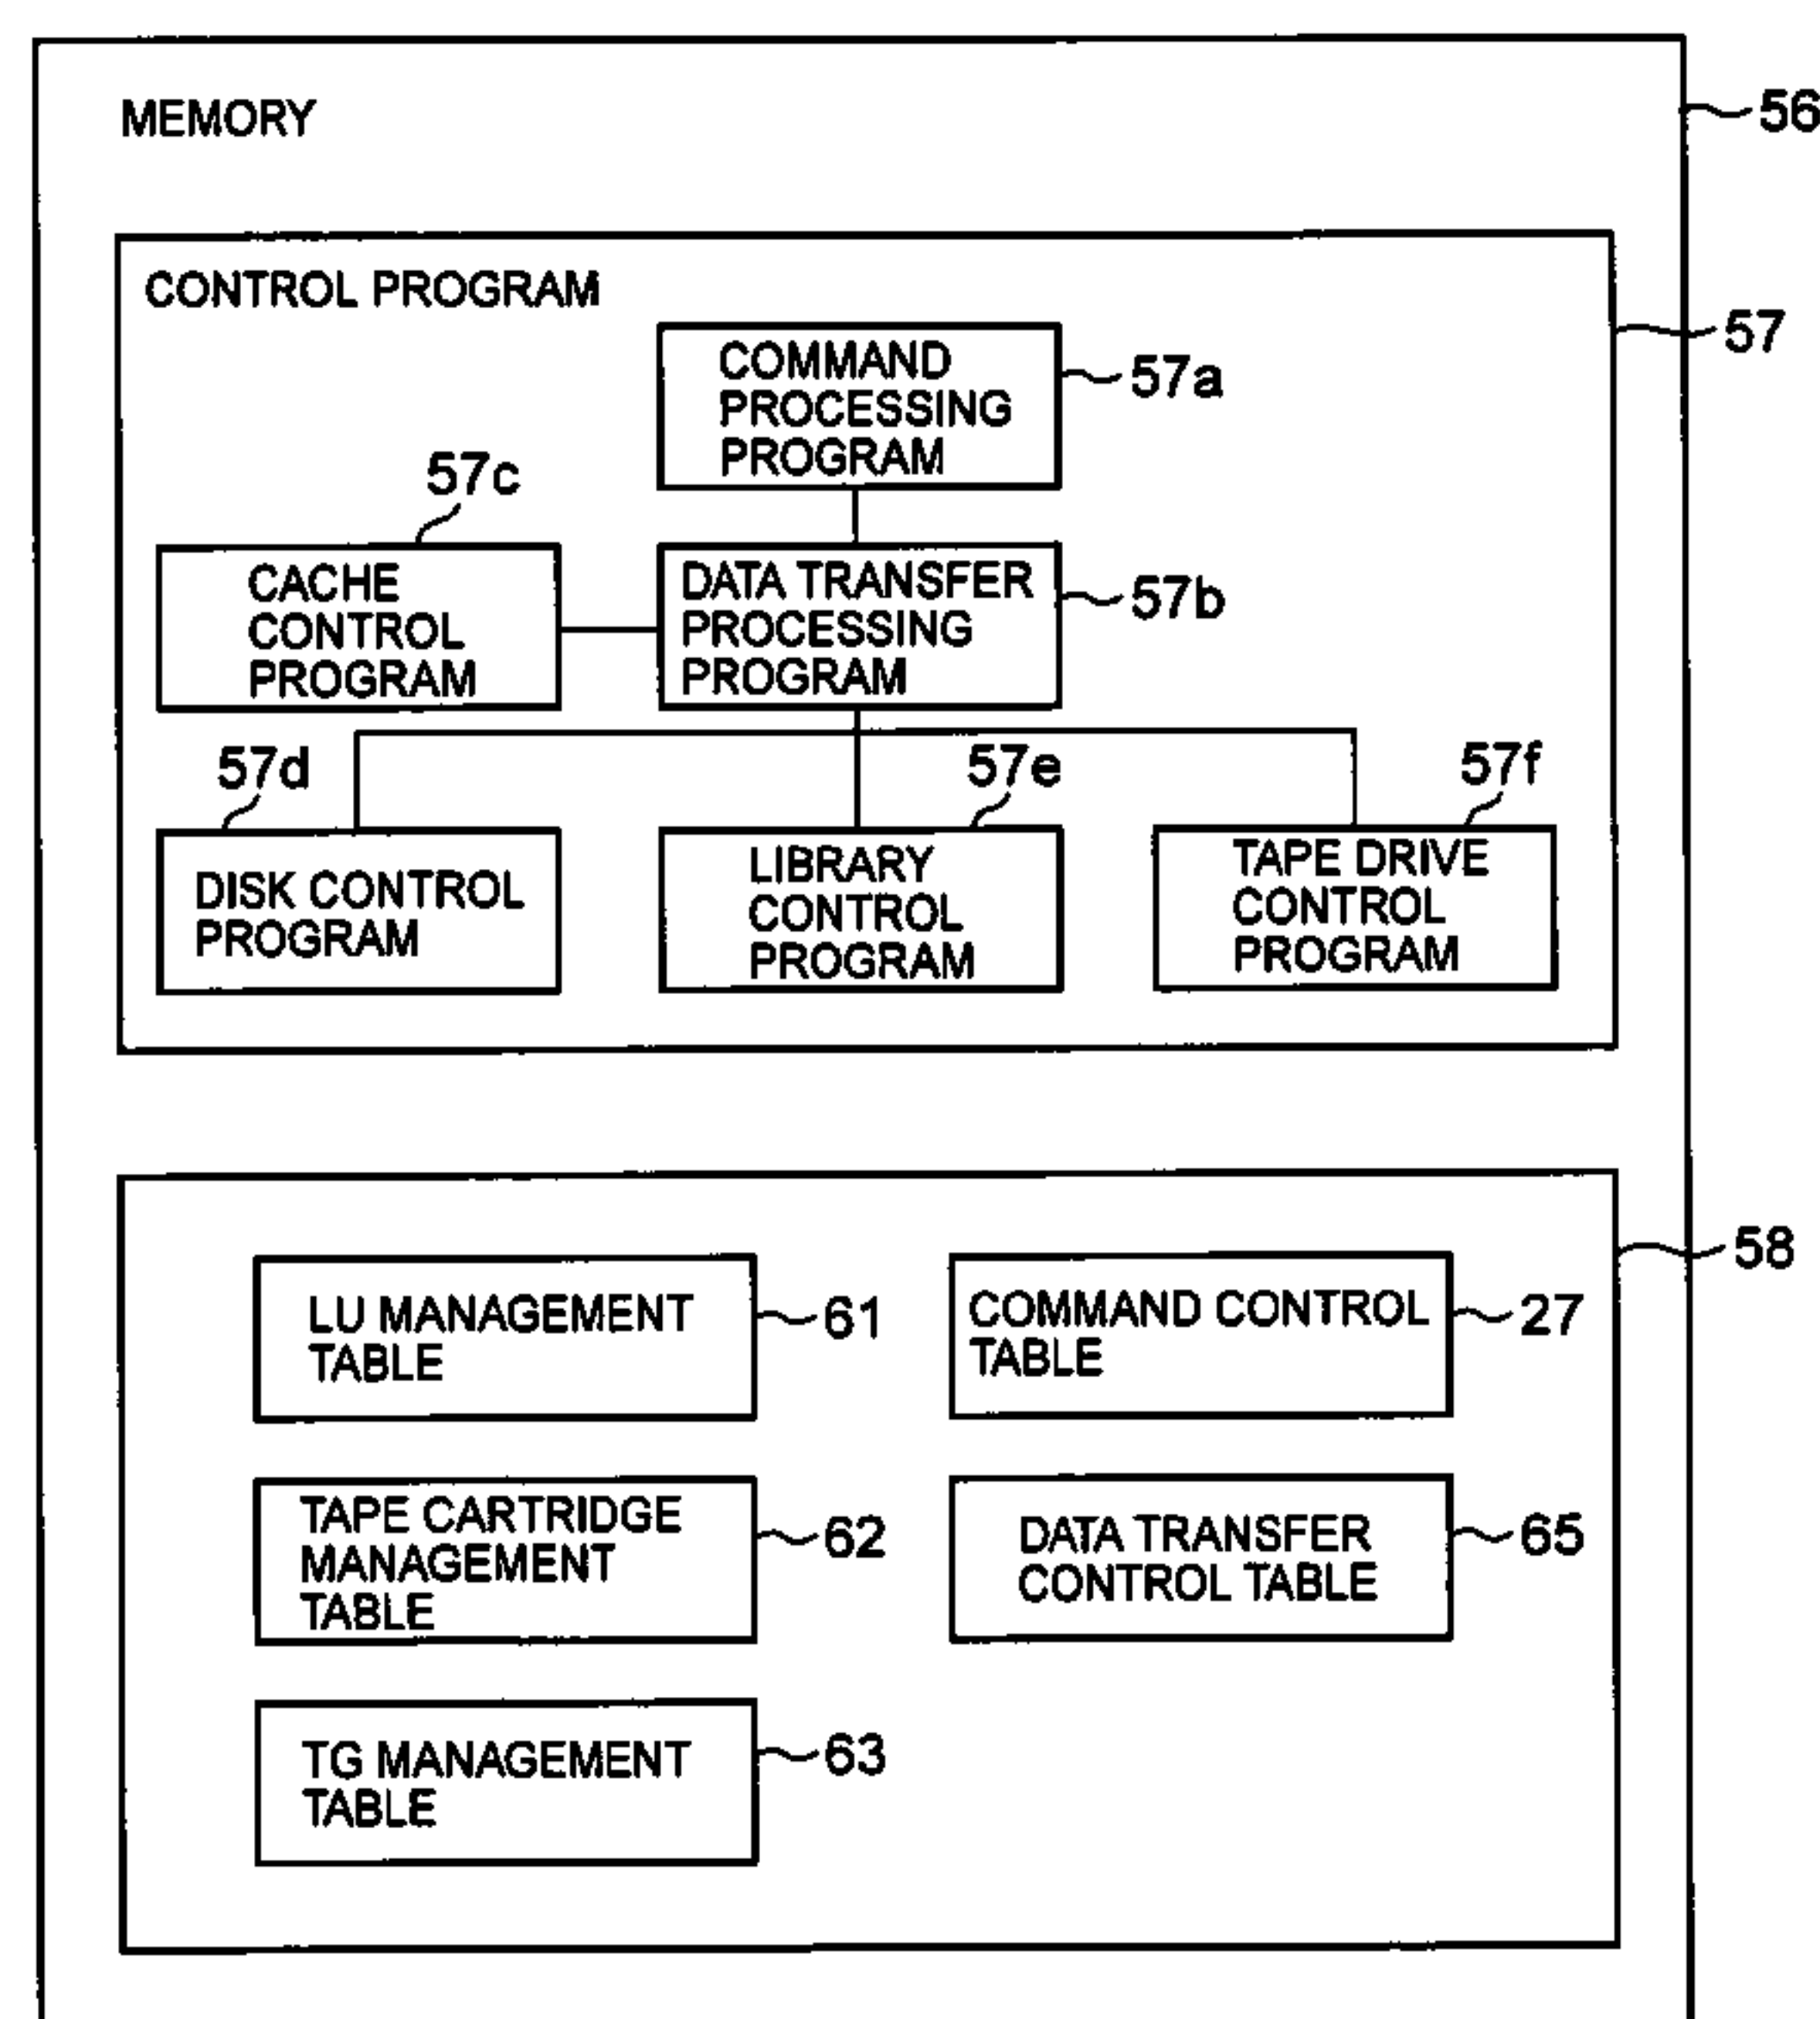 MEMORY
56
CONTROL PROGRAM
57
COMMAND
PROCESSING
PROGRAM
57a
57c
CACHE
CONTROL
PROGRAM
DATA TRANSFER
PROCESSING
PROGRAM
57b
57d
57e
57f
DISK CONTROL
PROGRAM
LIBRARY
CONTROL
PROGRAM
TAPE DRIVE
CONTROL
PROGRAM
58
LU MANAGEMENT
TABLE
61
COMMAND CONTROL
TABLE
27
TAPE CARTRIDGE
MANAGEMENT
TABLE
62
DATA TRANSFER
CONTROL TABLE
65
TG MANAGEMENT
TABLE
63